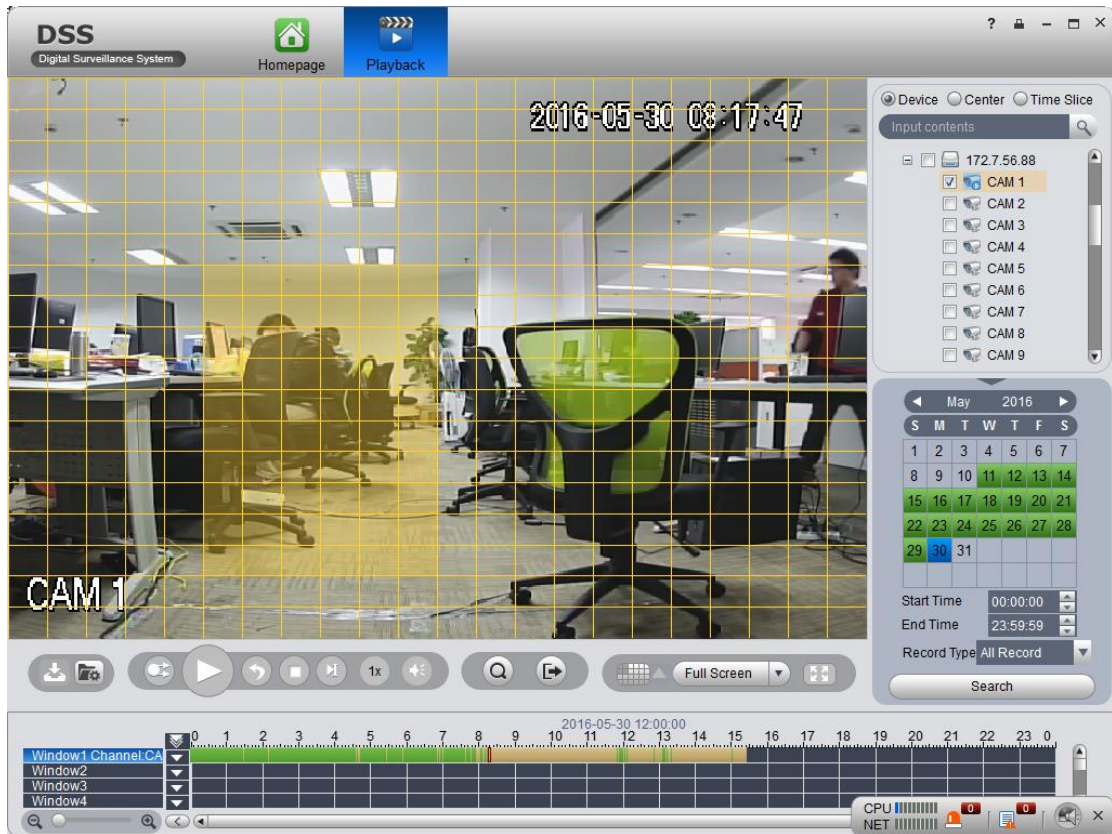 DSS
Digital Surveillance System
Homepage
Playback
?
2016-05-30 08:17:47
CAM 1
Device Center Time Slice
Input contents
172.7.56.88
CAM 1
CAM 2
CAM 3
CAM 4
CAM 5
CAM 6
CAM 7
CAM 8
CAM 9
May 2016
S M T W T F S
1 2 3 4 5 6 7
8 9 10 11 12 13 14
15 16 17 18 19 20 21
22 23 24 25 26 27 28
29 30 31
Start Time 00:00:00
End Time 23:59:59
Record Type All Record
Search
1x
Full Screen
2016-05-30 12:00:00
0 1 2 3 4 5 6 7 8 9 10 11 12 13 14 15 16 17 18 19 20 21 22 23 0
Window1 Channel:CA
Window2
Window3
Window4
CPU 0 0
NET